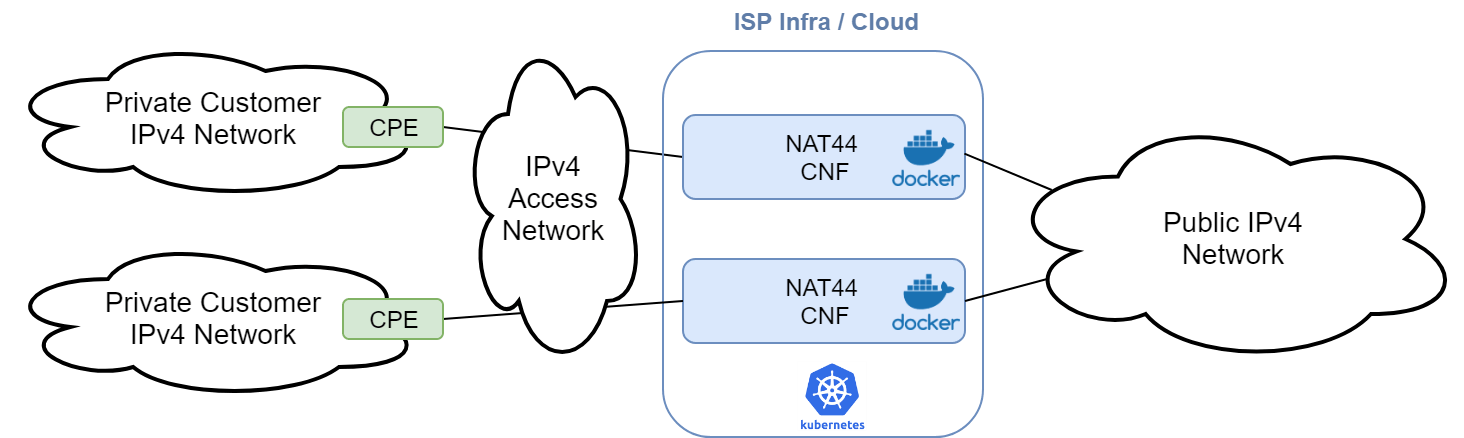 ISP Infra / Cloud
Private Customer
IPv4 Network
CPE
IPv4
Access
Network
NAT44
CNF
docker
Public IPv4
Network
Private Customer
IPv4 Network
CPE
NAT44
CNF
docker
kubernetes